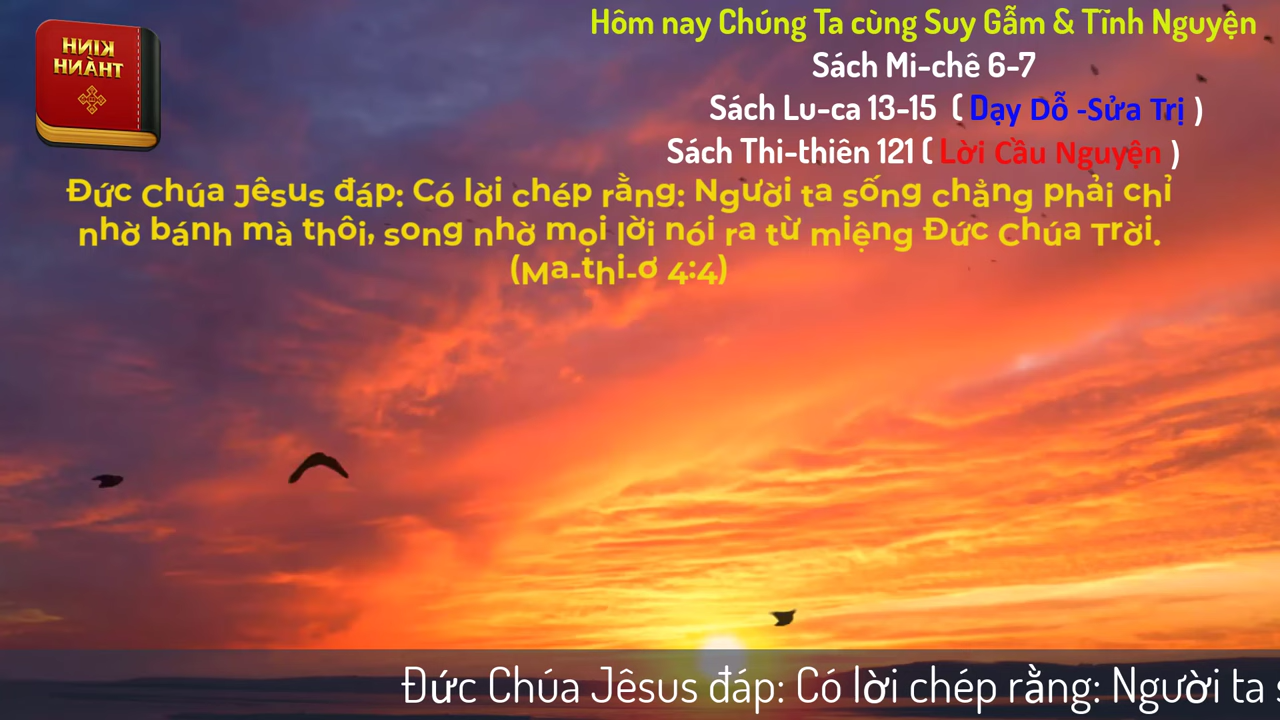 KINH
THÀNH
Hôm nay Chúng Ta cùng Suy Gẫm & Tĩnh Nguyện
Sách Mi-chê 6-7
Sách Lu-ca 13-15 ( Dạy Dỗ -Sửa Trị )
Sách Thi-thiên 121 ( Lời Cầu Nguyện )
Đức Chúa Jêsus đáp: Có lời chép rằng: Người ta sống chẳng phải chỉ
nhờ bánh mà thôi, song nhờ mọi lời nói ra từ miệng Đức Chúa Trời.
(Ma-thi-ơ 4:4)
Đức Chúa Jêsus đáp: Có lời chép rằng: Người ta